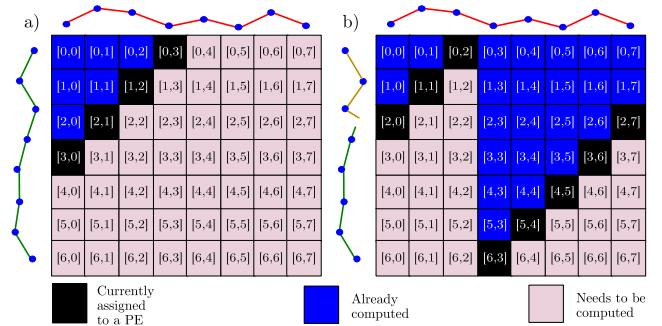 a)
b)
[0,0] [0,1] [0,2] [0,3] [0,4] [0,5] [0,6] [0,7]
[1,0] [1,1] [1,2] [1,3] [1,4] [1,5] [1,6] [1,7]
[2,0] [2,1] [2,2] [2,3] [2,4] [2,5] [2,6] [2,7]
[3,0] [3,1] [3,2] [3,3] [3,4] [3,5] [3,6] [3,7]
[4,0] [4,1] [4,2] [4,3] [4,4] [4,5] [4,6] [4,7]
[5,0] [5,1] [5,2] [5,3] [5,4] [5,5] [5,6] [5,7]
[6,0] [6,1] [6,2] [6,3] [6,4] [6,5] [6,6] [6,7]
[0,0] [0,1] [0,2] [0,3] [0,4] [0,5] [0,6] [0,7]
[1,0] [1,1] [1,2] [1,3] [1,4] [1,5] [1,6] [1,7]
[2,0] [2,1] [2,2] [2,3] [2,4] [2,5] [2,6] [2,7]
[3,0] [3,1] [3,2] [3,3] [3,4] [3,5] [3,6] [3,7]
[4,0] [4,1] [4,2] [4,3] [4,4] [4,5] [4,6] [4,7]
[5,0] [5,1] [5,2] [5,3] [5,4] [5,5] [5,6] [5,7]
[6,0] [6,1] [6,2] [6,3] [6,4] [6,5] [6,6] [6,7]
Currently
assigned
to a PE
Already
computed
Needs to be
computed